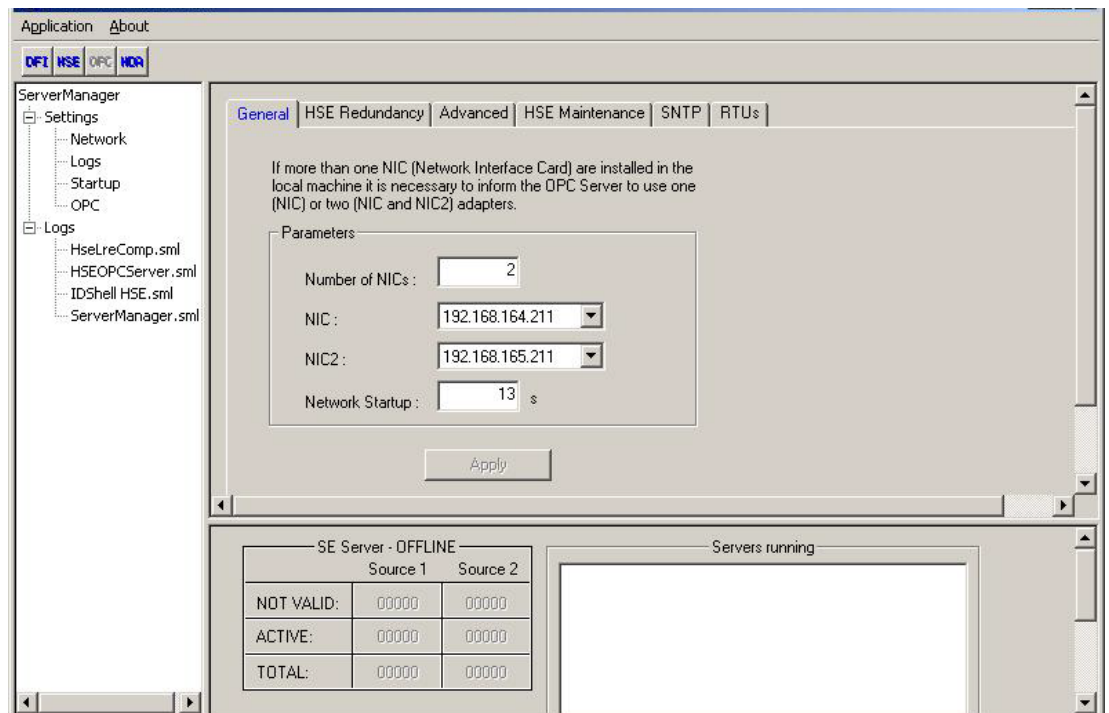 Application About
DFI HSE OPC HDA
ServerManager
Settings
Network
Logs
Startup
OPC
Logs
HseLreComp.sml
HSEOPCServer.sml
IDShell HSE.sml
ServerManager.sml
General HSE Redundancy Advanced HSE Maintenance SNTP RTUs
If more than one NIC (Network Interface Card) are installed in the
local machine it is necessary to inform the OPC Server to use one
(NIC) or two (NIC and NIC2) adapters.
Parameters
Number of NICs : 2
NIC : 192.168.164.211
NIC2 : 192.168.165.211
Network Startup : 13 s
Apply
SE Server - OFFLINE
Source 1 Source 2
NOT VALID: 00000 00000
ACTIVE: 00000 00000
TOTAL: 00000 00000
Servers running